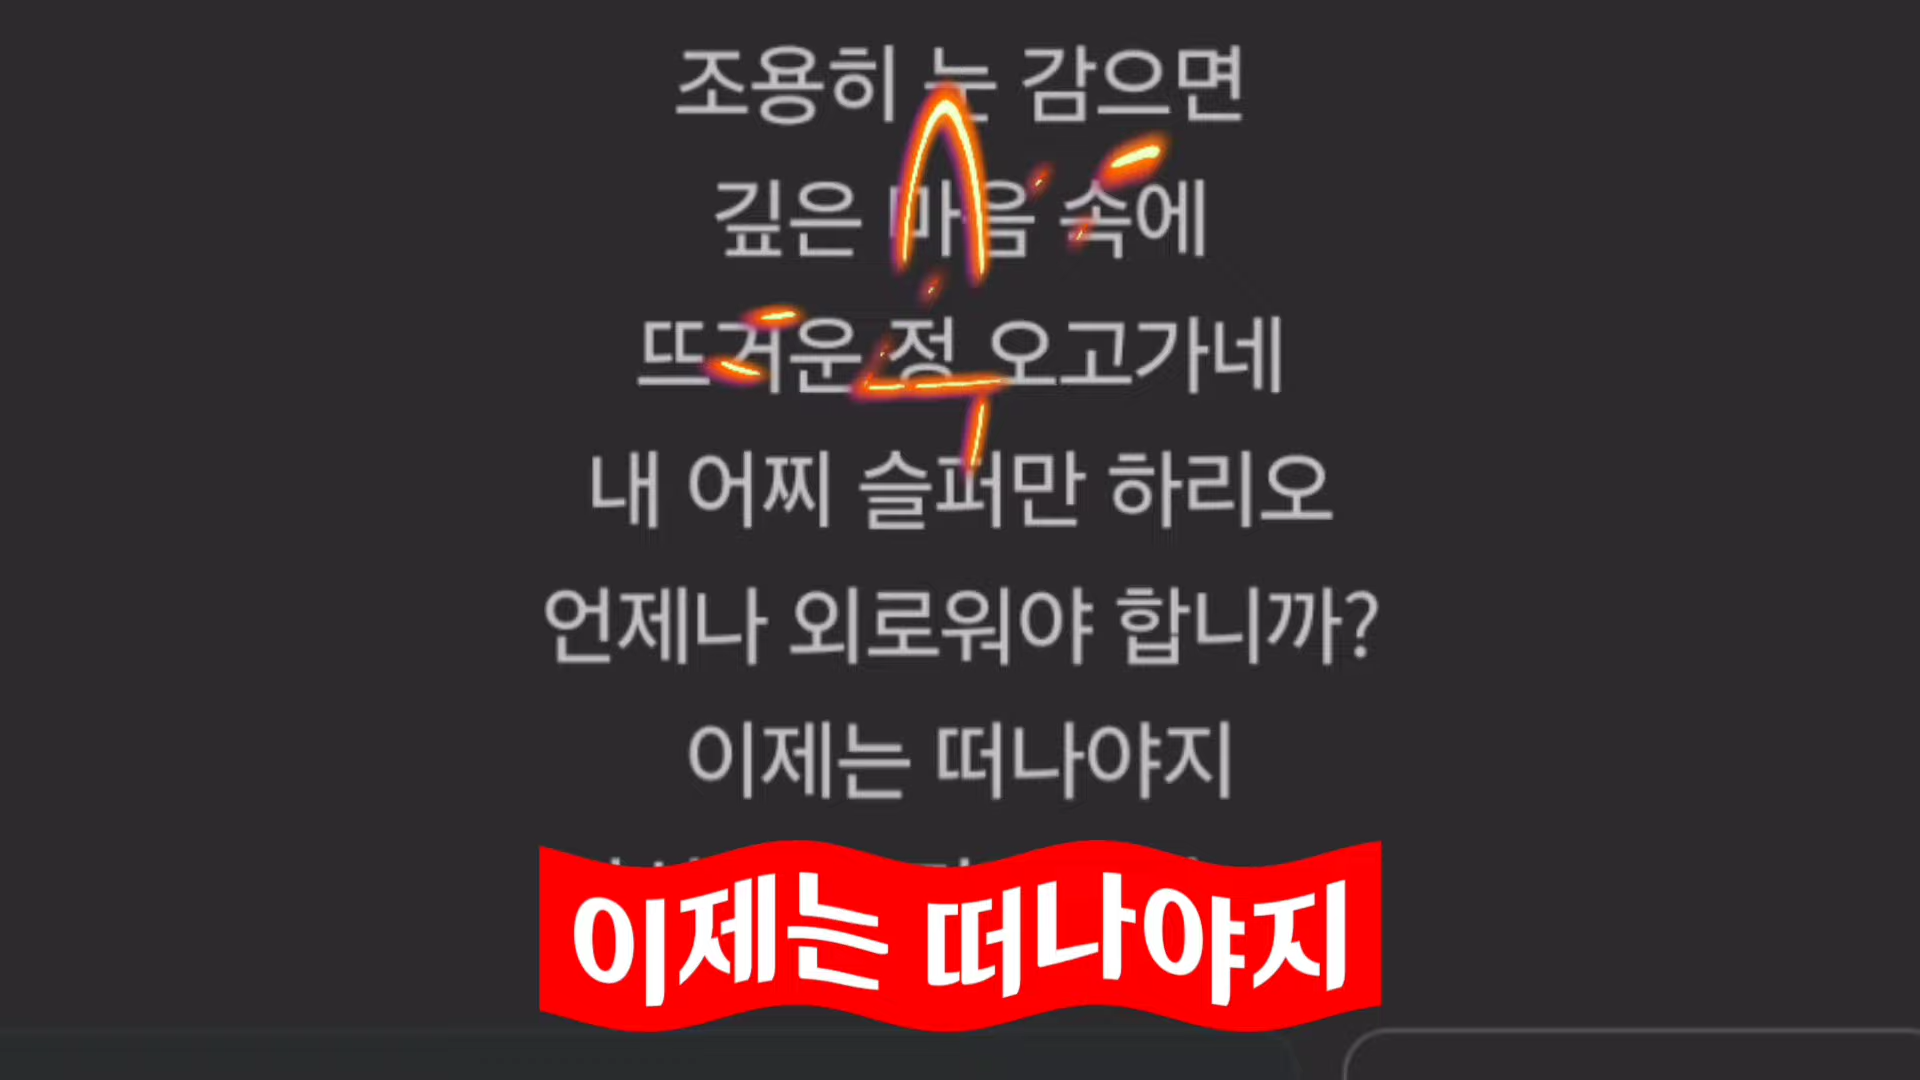 조용히 눈 감으면
깊은 마음 속에
뜨거운 정 오고가네
내 어찌 슬퍼만 하리오
언제나 외로워야 합니까?
이제는 떠나야지
이제는 떠나야지